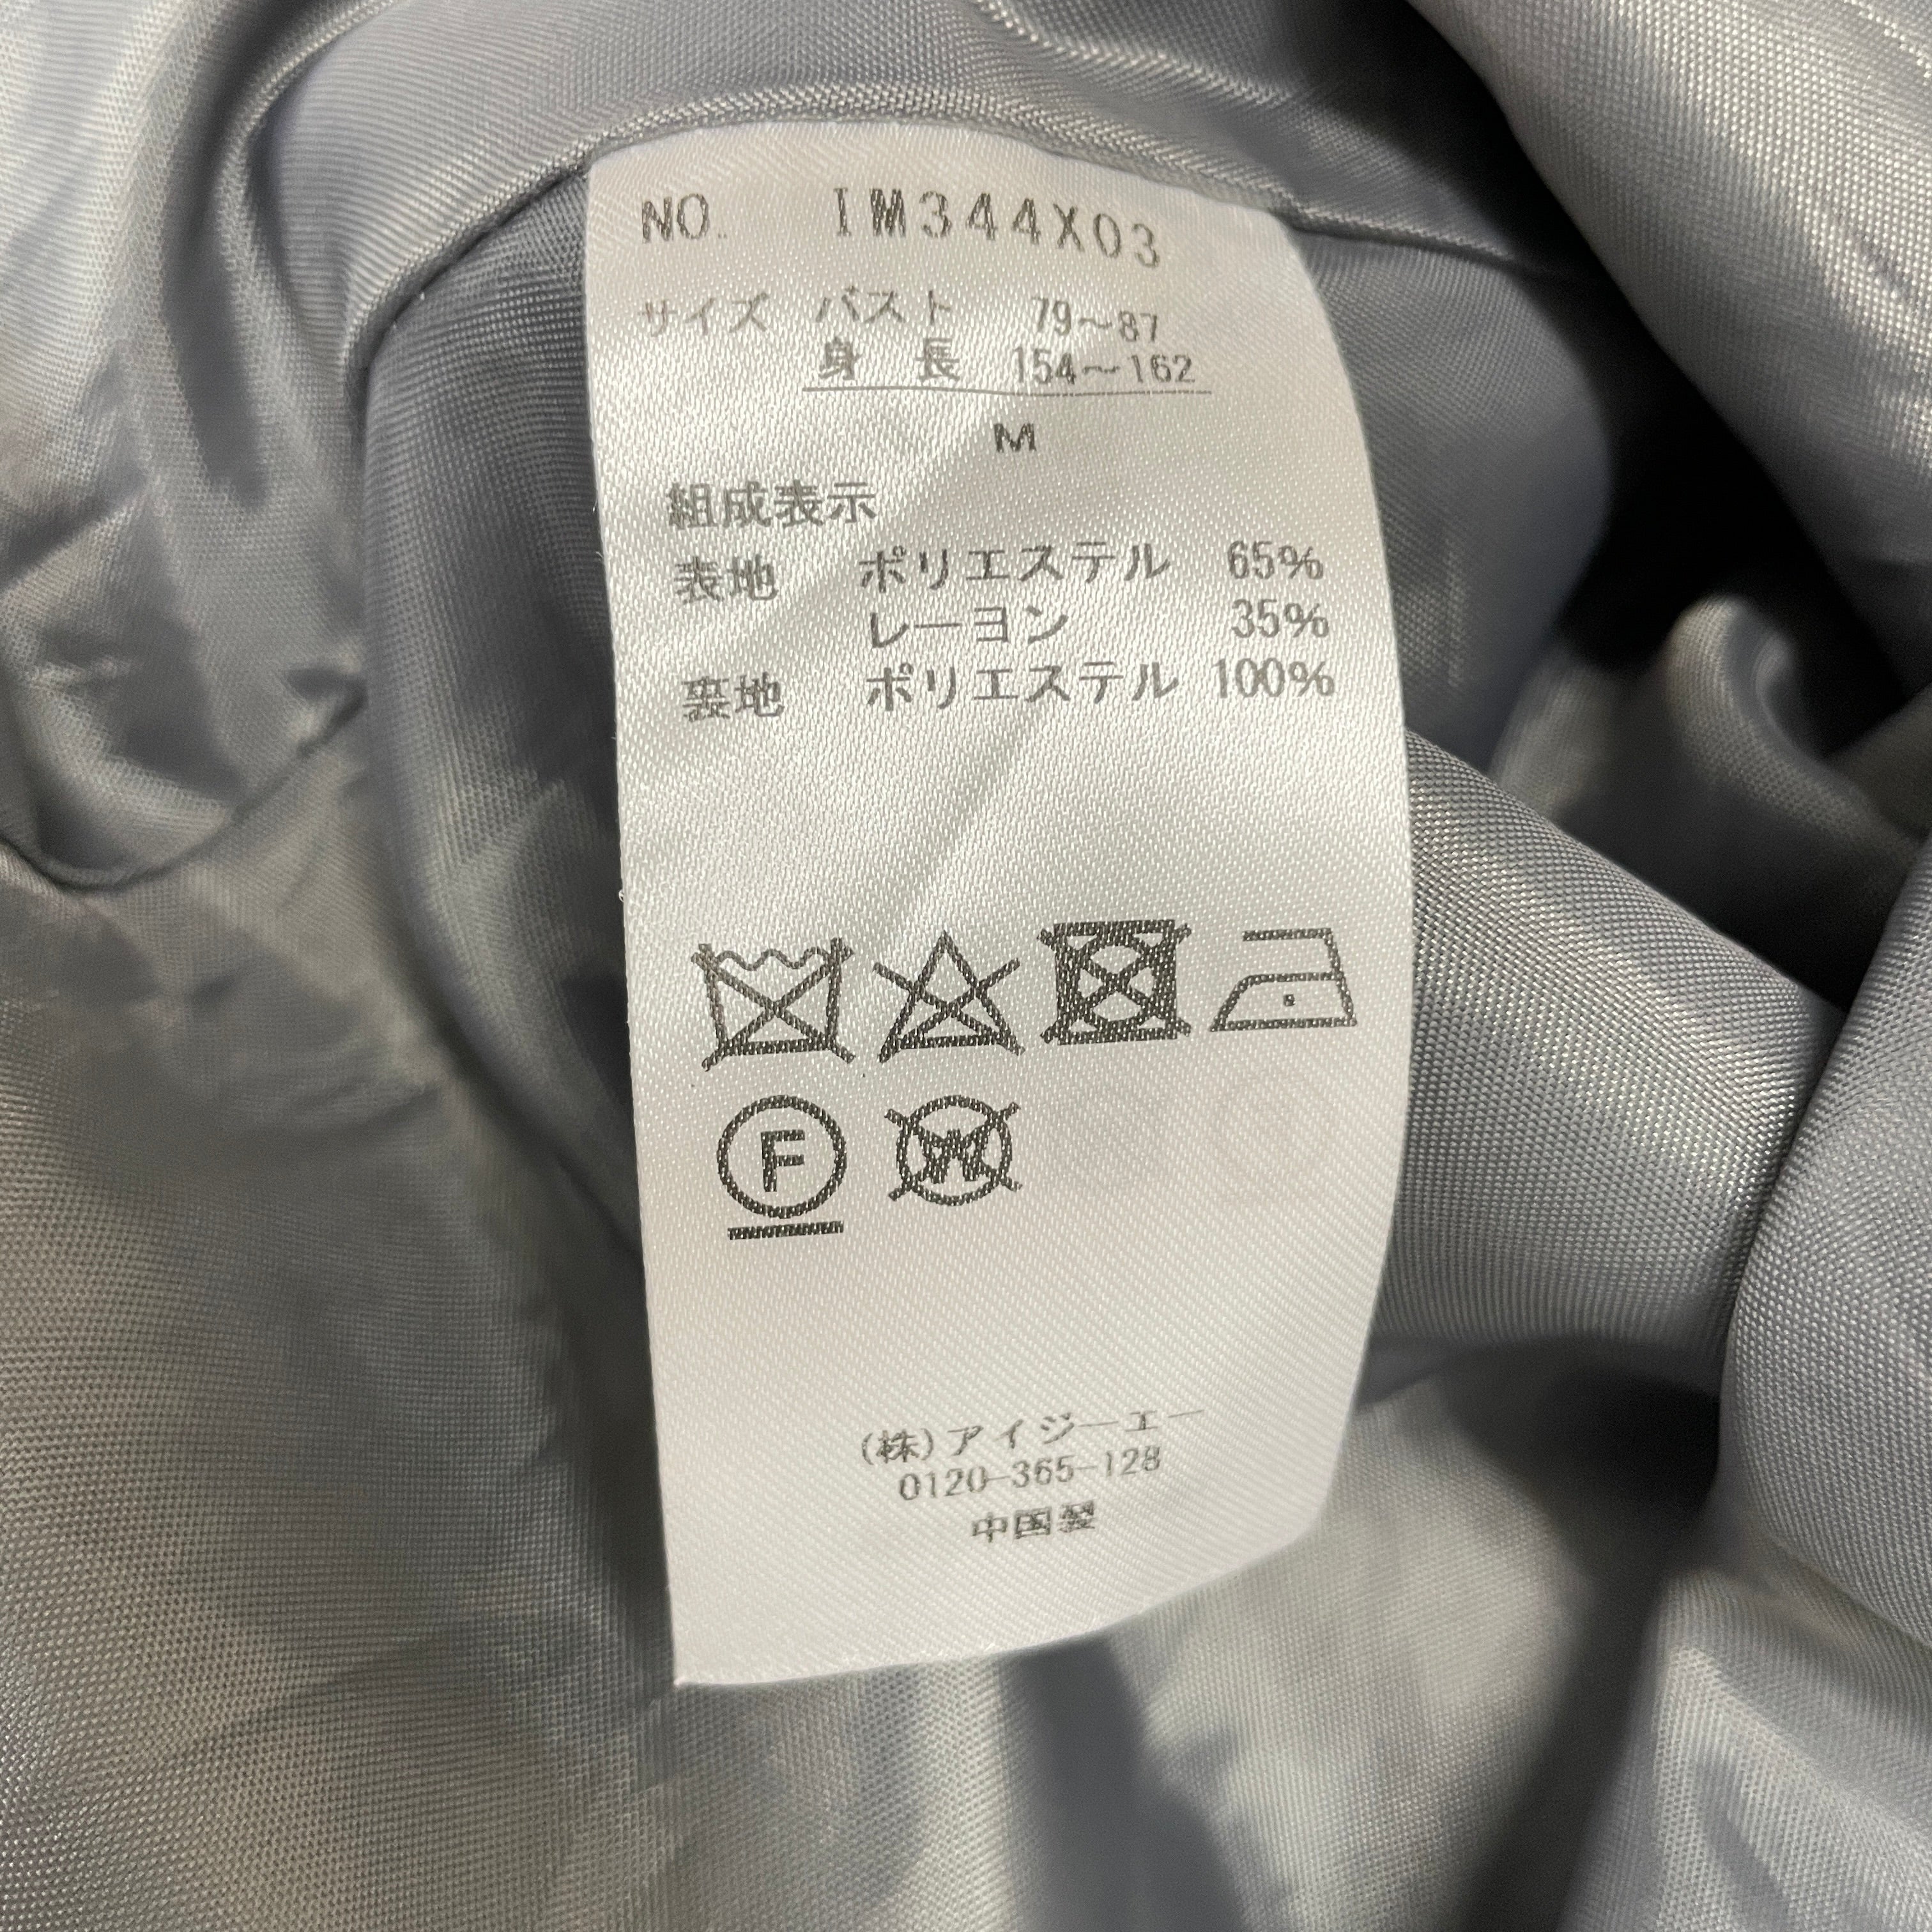 NO. IM344X03
サイズ バスト 79～87
身 長 154～162
M
組成表示
表地 ポリエステル 65%
レーヨン 35%
裏地 ポリエステル 100%
F
W
(株)アイジーエー
0120-365-128
中国製